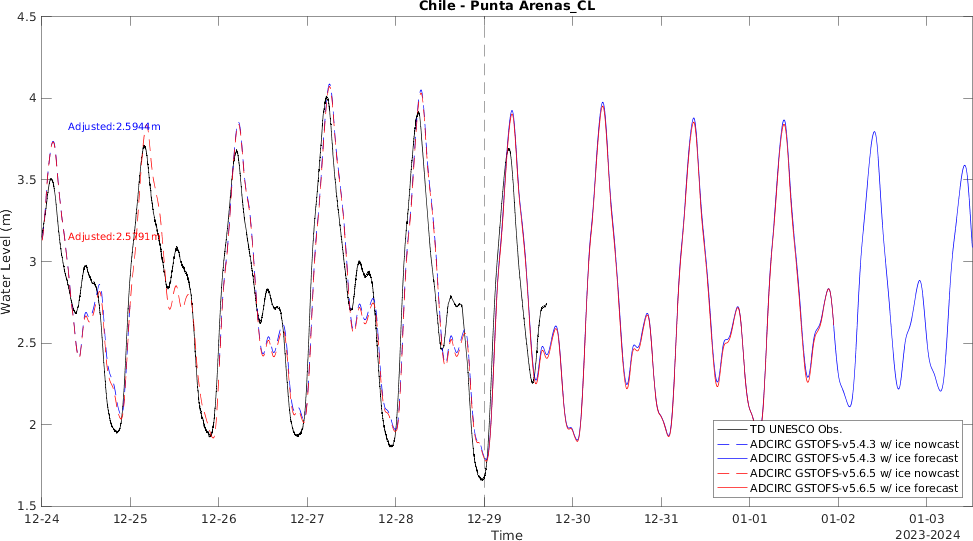 Chile - Punta Arenas_CL
4.5
4
3.5
3
2.5
2
1.5
Water Level (m)
Adjusted:2.5944m
Adjusted:2.5791m
TD UNESCO Obs.
ADCIRC GSTOFS-v5.4.3 w/ ice nowcast
ADCIRC GSTOFS-v5.4.3 w/ ice forecast
ADCIRC GSTOFS-v5.6.5 w/ ice nowcast
ADCIRC GSTOFS-v5.6.5 w/ ice forecast
12-24 12-25 12-26 12-27 12-28 12-29 12-30 12-31 01-01 01-02 01-03
Time
2023-2024